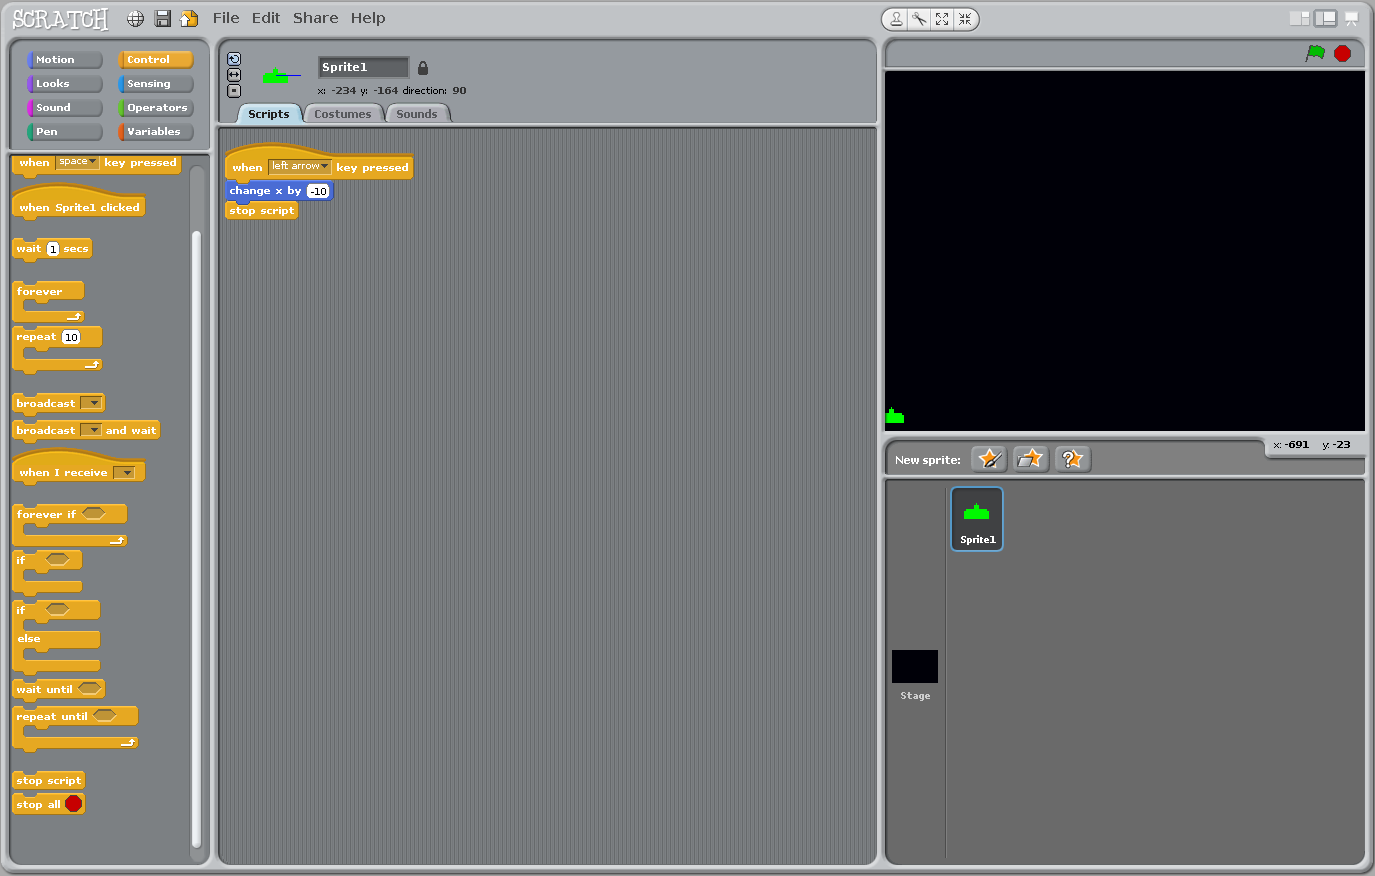 SCRATCH File Edit Share Help
Motion Control
Looks Sensing
Sound Operators
Pen Variables
when space key pressed
when Sprite1 clicked
wait 1 secs
forever
repeat 10
broadcast
broadcast and wait
when I receive
forever if
if
if
else
wait until
repeat until
stop script
stop all
Sprite1
x: -234 y: -164 direction: 90
Scripts Costumes Sounds
when left arrow key pressed
change x by -10
stop script
x: -691 y: -23
New sprite:
Sprite1
Stage